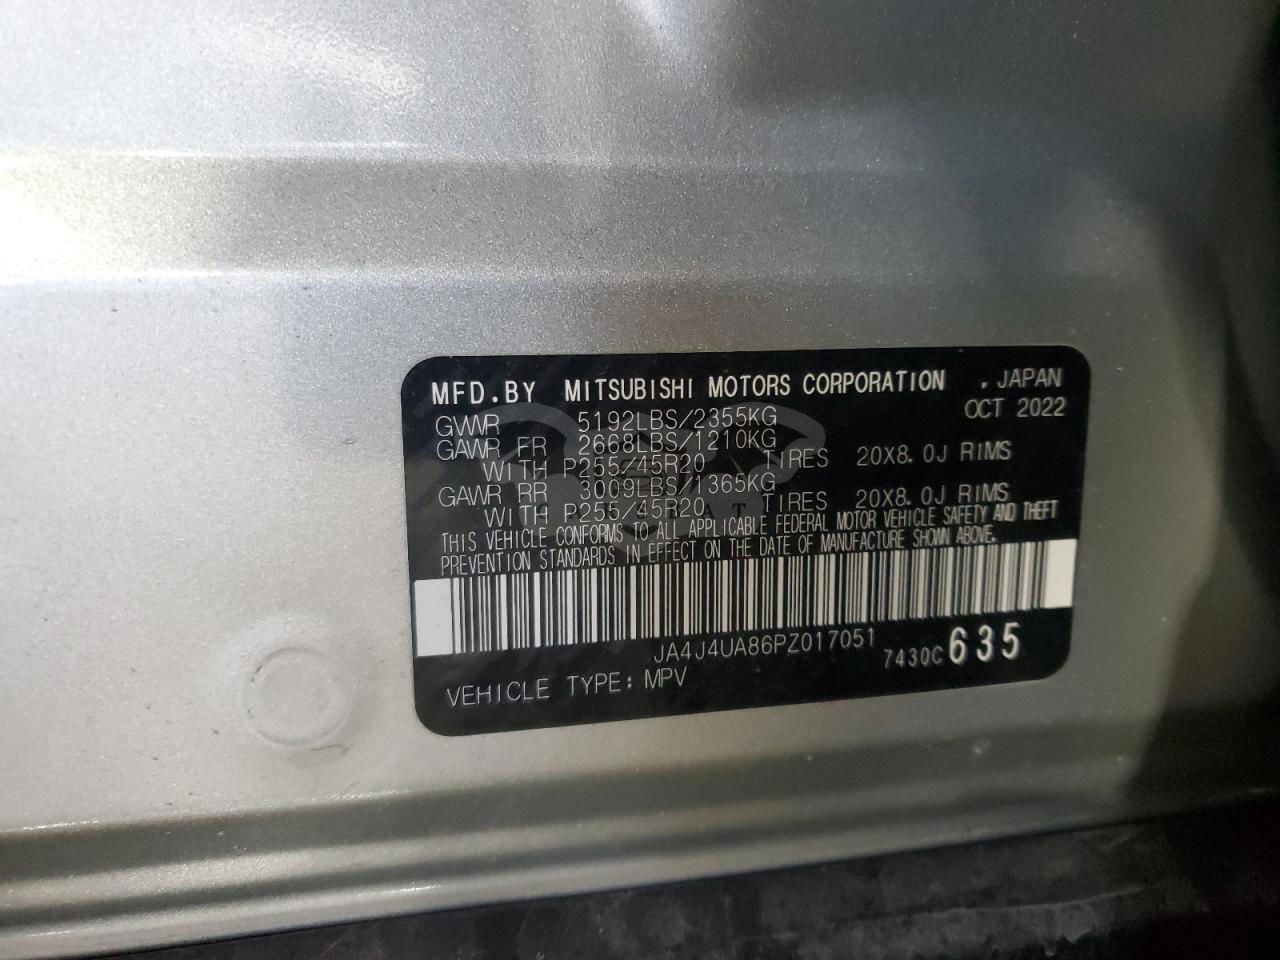 MFD.BY MITSUBISHI MOTORS CORPORATION , JAPAN
GVWR 5192LBS/2355KG OCT 2022
GAWR FR 2668LBS/1210KG
WITH P255/45R20 TIRES 20X8.0J RIMS
GAWR RR 3009LBS/1365KG
WITH P255/45R20 TIRES 20X8.0J RIMS
THIS VEHICLE CONFORMS TO ALL APPLICABLE FEDERAL MOTOR VEHICLE SAFETY AND THEFT
PREVENTION STANDARDS IN EFFECT ON THE DATE OF MANUFACTURE SHOWN ABOVE.
JA4J4UA86PZ017051 7430C 635
VEHICLE TYPE: MPV